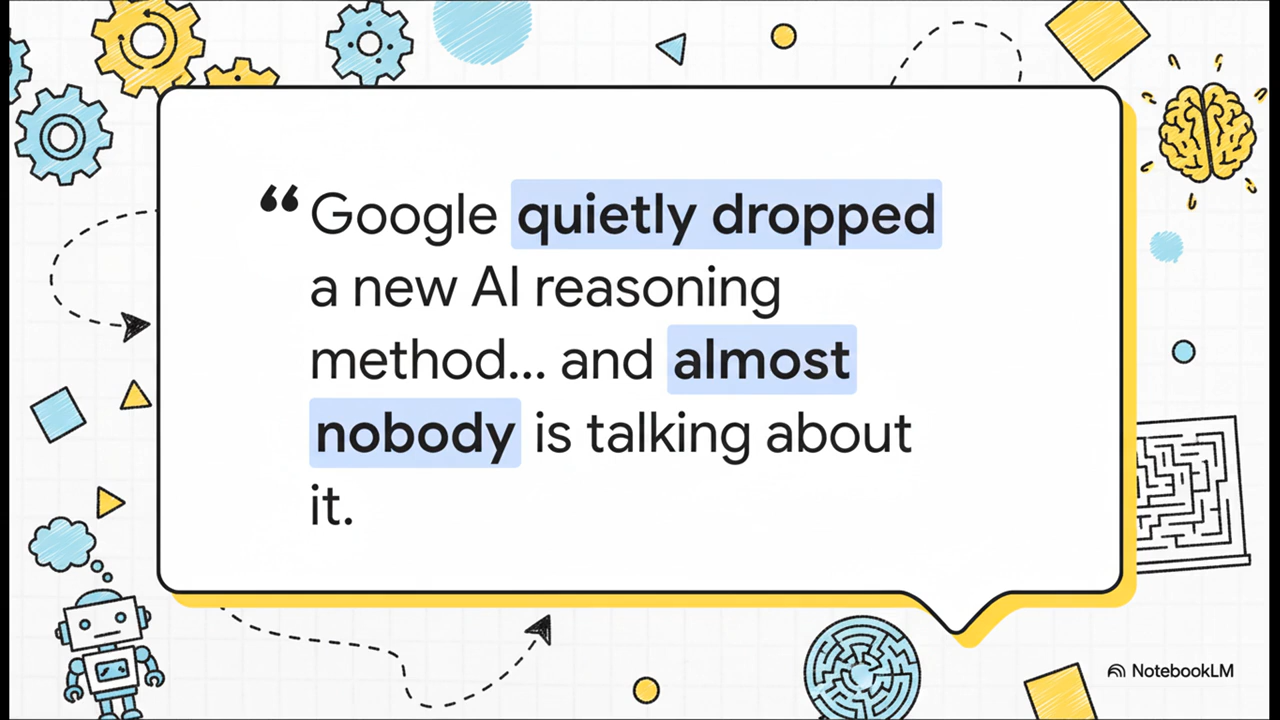 “Google quietly dropped
a new AI reasoning
method... and almost
nobody is talking about
it.
NotebookLM